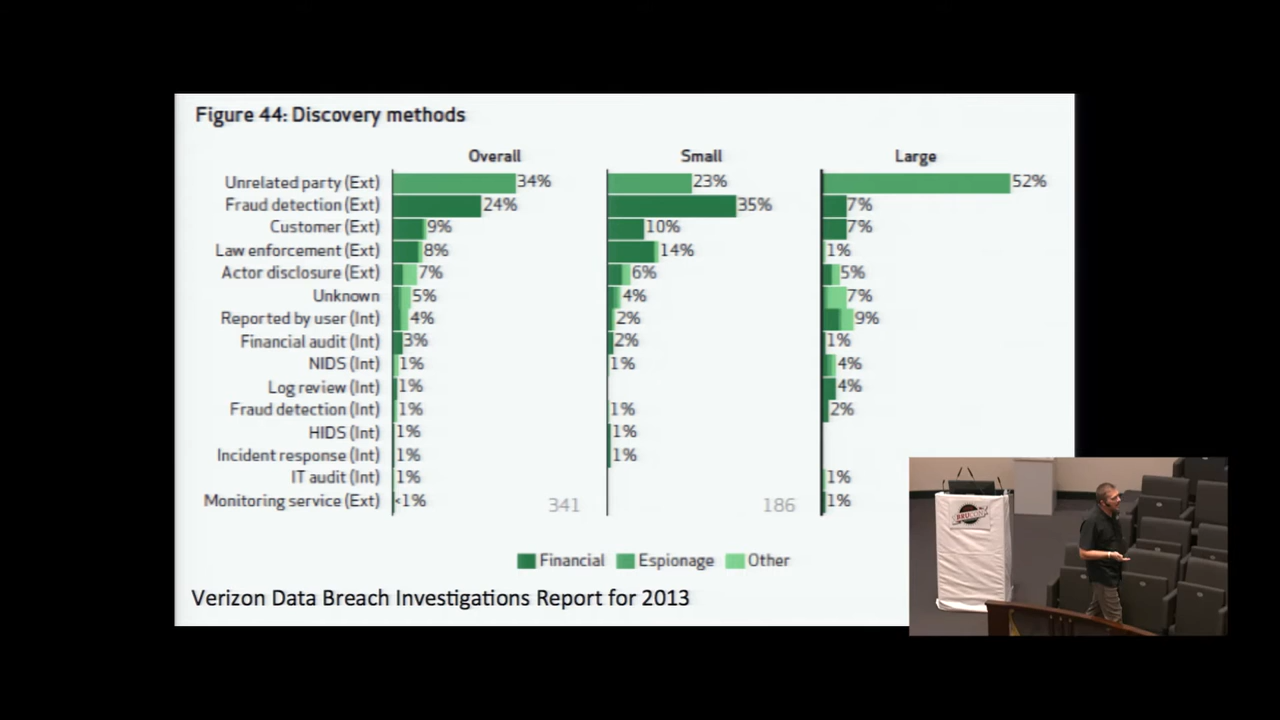 Figure 44: Discovery methods
Overall Small Large
Unrelated party (Ext) 34% 23% 52%
Fraud detection (Ext) 24% 35% 7%
Customer (Ext) 9% 10% 7%
Law enforcement (Ext) 8% 14% 1%
Actor disclosure (Ext) 7% 6% 5%
Unknown 5% 4% 7%
Reported by user (Int) 4% 2% 9%
Financial audit (Int) 3% 2% 1%
NIDS (Int) 1% 1% 4%
Log review (Int) 1% 4%
Fraud detection (Int) 1% 1% 2%
HIDS (Int) 1% 1%
Incident response (Int) 1% 1%
IT audit (Int) 1% 1%
Monitoring service (Ext) <1% 341 186 1%
Financial Espionage Other
Verizon Data Breach Investigations Report for 2013